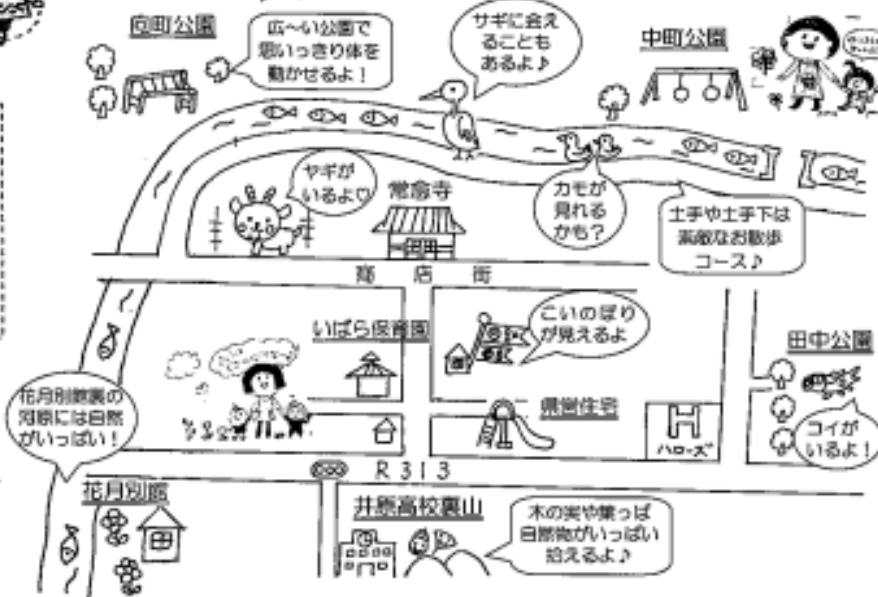 向町公園
広～い公園で
思いっきり体を
動かせるよ！
サギに会え
ることも
あるよ♪
中町公園
ヤギが
いるよ♡
常念寺
カモが
見れる
かも？
土手や土手下は
素敵なお散歩
コース♪
商店街
いばら保育園
こいのぼり
が見えるよ
田中公園
花月別館裏の
河原には自然
がいっぱい！
県営住宅
H
ハローズ
コイが
いるよ！
R313
花月別館
井原高校裏山
木の実や葉っぱ
自然物がいっぱい
拾えるよ♪